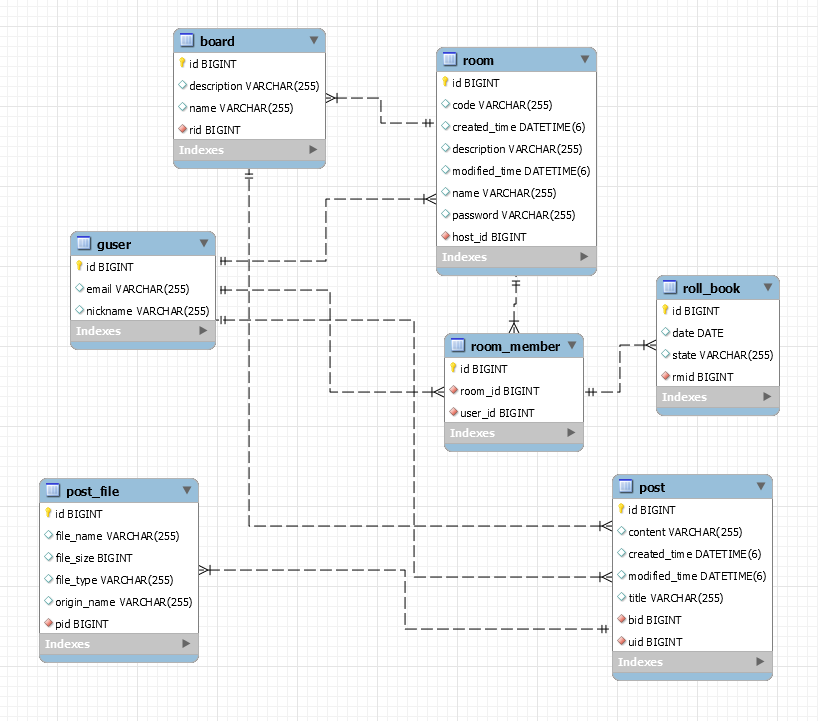 board
id BIGINT
description VARCHAR(255)
name VARCHAR(255)
rid BIGINT
Indexes
room
id BIGINT
code VARCHAR(255)
created_time DATETIME(6)
description VARCHAR(255)
modified_time DATETIME(6)
name VARCHAR(255)
password VARCHAR(255)
host_id BIGINT
Indexes
guser
id BIGINT
email VARCHAR(255)
nickname VARCHAR(255)
Indexes
roll_book
id BIGINT
date DATE
state VARCHAR(255)
rmid BIGINT
Indexes
room_member
id BIGINT
room_id BIGINT
user_id BIGINT
Indexes
post_file
id BIGINT
file_name VARCHAR(255)
file_size BIGINT
file_type VARCHAR(255)
origin_name VARCHAR(255)
pid BIGINT
Indexes
post
id BIGINT
content VARCHAR(255)
created_time DATETIME(6)
modified_time DATETIME(6)
title VARCHAR(255)
bid BIGINT
uid BIGINT
Indexes